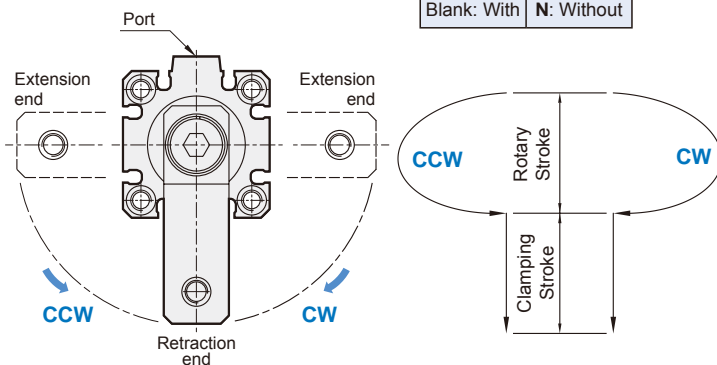 Blank: With N: Without
Port
Extension
end
Extension
end
CCW
CW
Retraction
end
CCW
Rotary
Stroke
CW
Clamping
Stroke